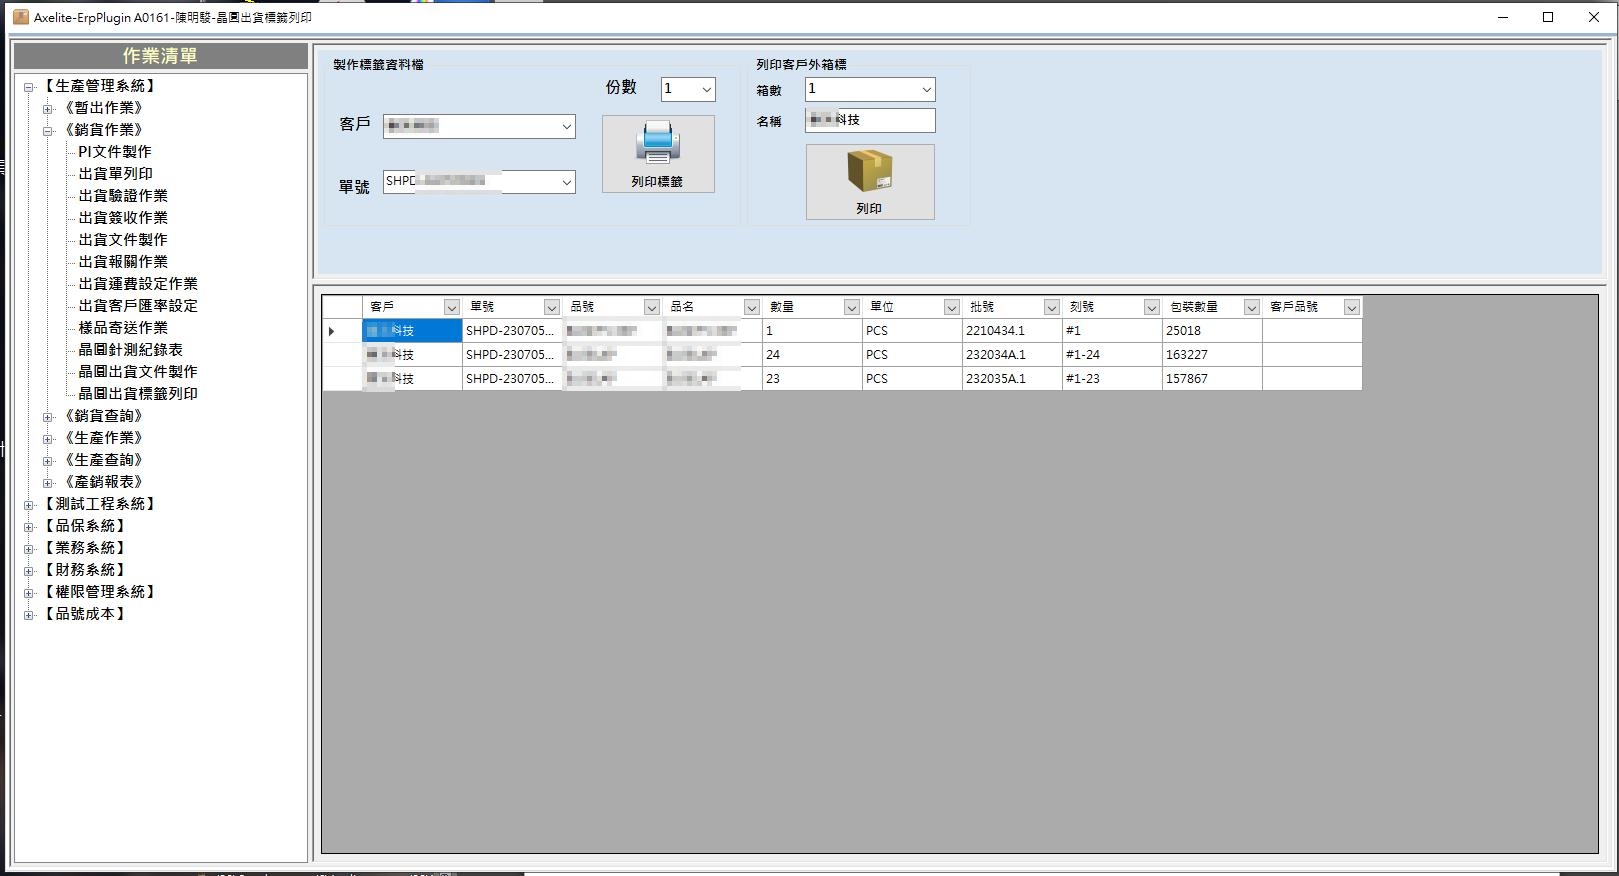 Axelite-ErpPlugin A0161-陳明駿-晶圓出貨標籤列印
作業清單
【生產管理系統】
《暫出作業》
《銷貨作業》
PI文件製作
出貨單列印
出貨驗證作業
出貨簽收作業
出貨文件製作
出貨報關作業
出貨運費設定作業
出貨客戶匯率設定
樣品寄送作業
晶圓針測紀錄表
晶圓出貨文件製作
晶圓出貨標籤列印
《銷貨查詢》
《生產作業》
《生產查詢》
《產銷報表》
【測試工程系統】
【品保系統】
【業務系統】
【財務系統】
【權限管理系統】
【品號成本】
製作標籤資料檔
份數 1
客戶
單號 SHPD
列印標籤
列印客戶外箱標
箱數 1
名稱 科技
列印
客戶 單號 品號 品名 數量 單位 批號 刻號 包裝數量 客戶品號
科技 SHPD-230705... 1 PCS 2210434.1 #1 25018
科技 SHPD-230705... 24 PCS 232034A.1 #1-24 163227
科技 SHPD-230705... 23 PCS 232035A.1 #1-23 157867